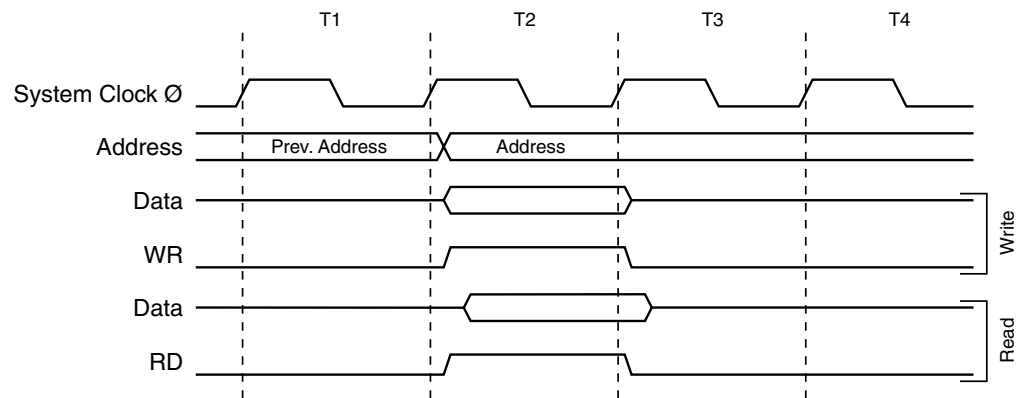 T1 T2 T3 T4
System Clock Ø
Address Prev. Address Address
Data
WR
Write
Data
RD
Read